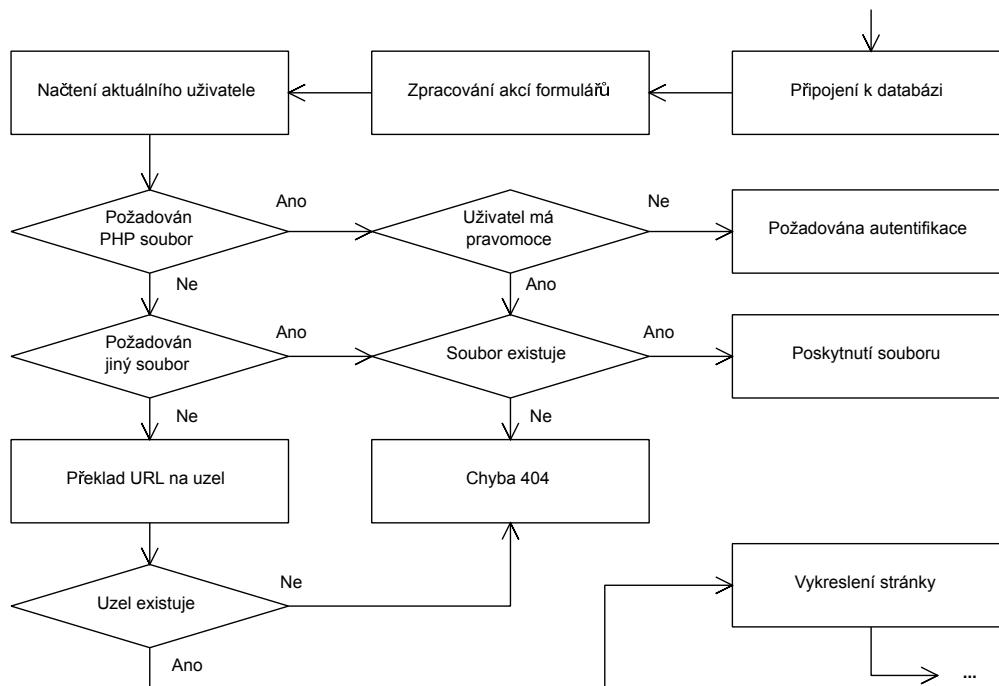 Načtení aktuálního uživatele
Zpracování akcí formulářů
Připojení k databázi
Požadován
PHP soubor
Ano
Uživatel má
pravomoce
Ne
Požadována autentifikace
Ne
Ano
Požadován
jiný soubor
Ano
Soubor existuje
Ano
Poskytnutí souboru
Ne
Ne
Překlad URL na uzel
Chyba 404
Uzel existuje
Ne
Vykreslení stránky
Ano
...